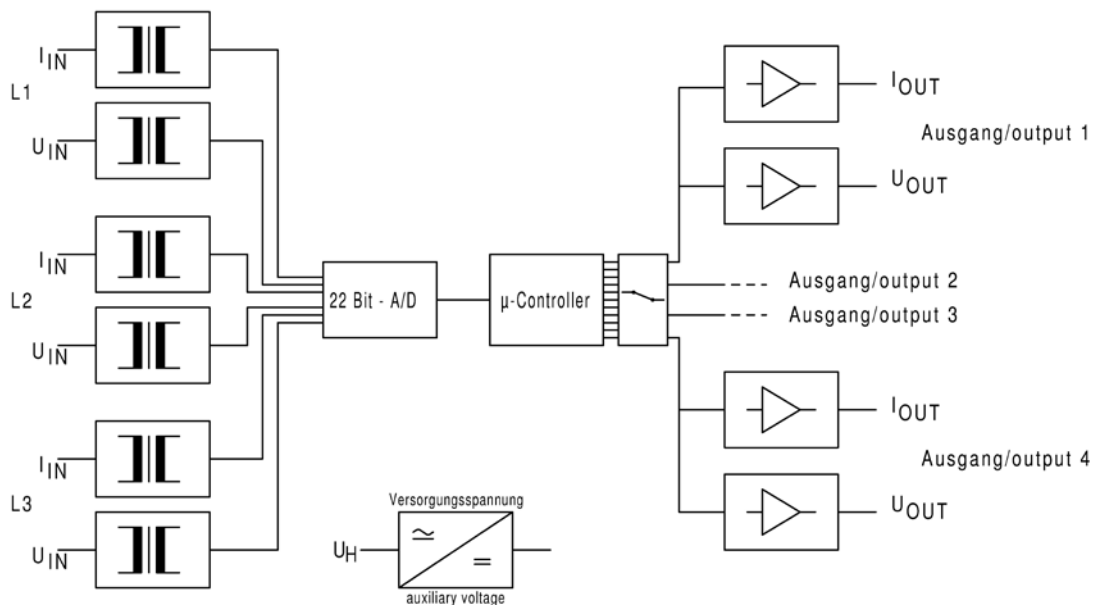 I IN
L1
U IN
I IN
L2
U IN
I IN
L3
U IN
22 Bit - A/D
µ-Controller
I OUT
Ausgang/output 1
U OUT
Ausgang/output 2
Ausgang/output 3
I OUT
Ausgang/output 4
U OUT
Versorgungsspannung
U H
auxiliary voltage